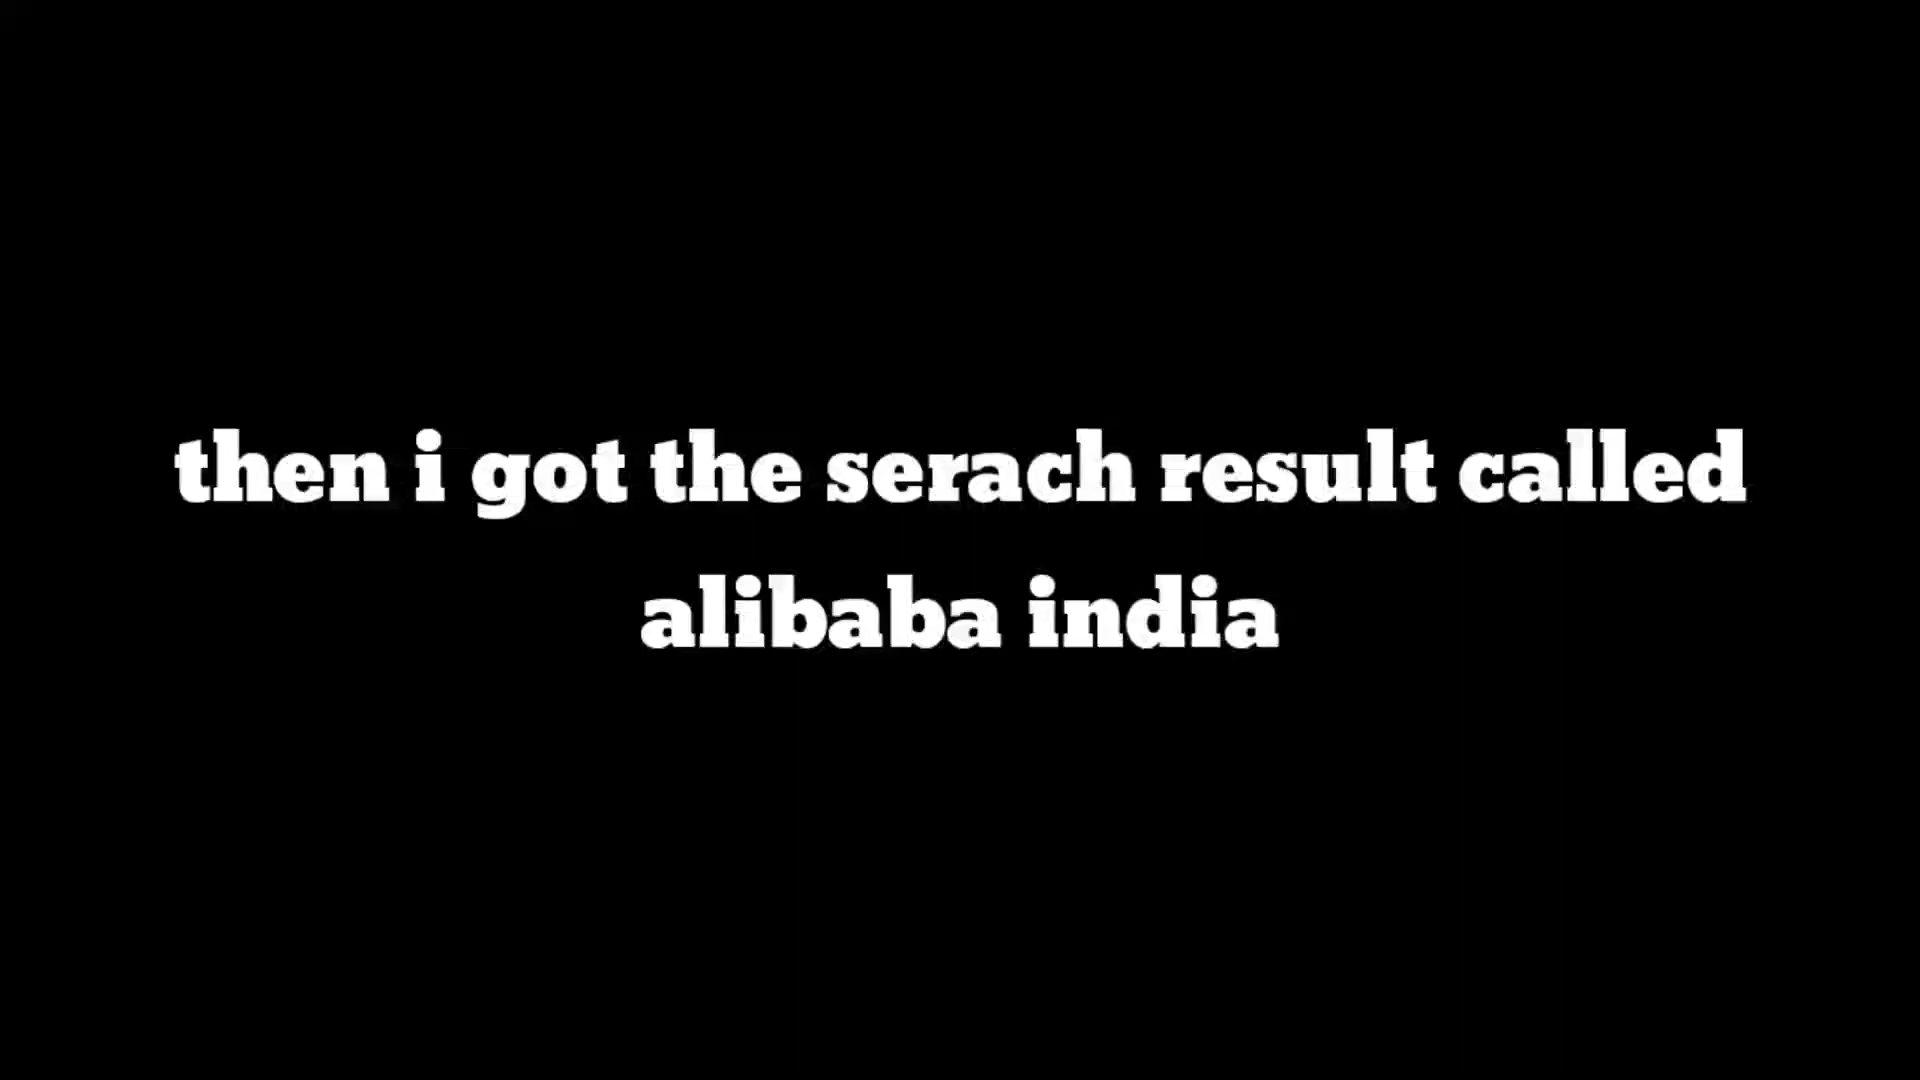 then i got the serach result called
alibaba india